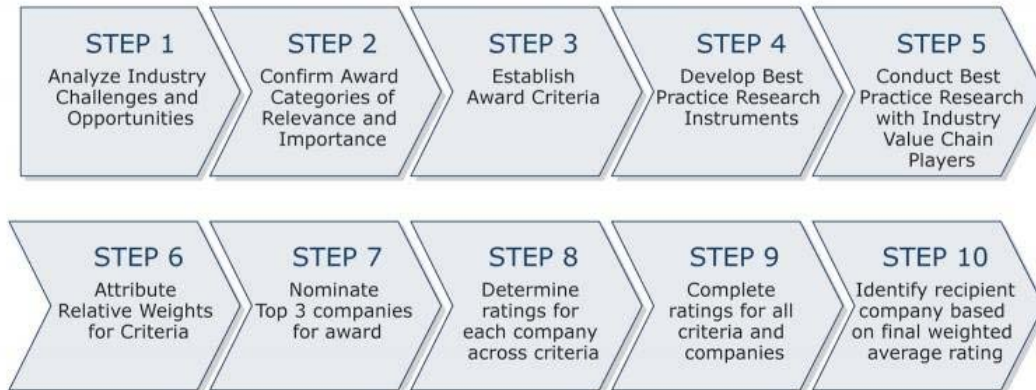 STEP 1
Analyze Industry
Challenges and
Opportunities
STEP 2
Confirm Award
Categories of
Relevance and
Importance
STEP 3
Establish
Award Criteria
STEP 4
Develop Best
Practice Research
Instruments
STEP 5
Conduct Best
Practice Research
with Industry
Value Chain
Players
STEP 6
Attribute
Relative Weights
for Criteria
STEP 7
Nominate
Top 3 companies
for award
STEP 8
Determine
ratings for
each company
across criteria
STEP 9
Complete
ratings for all
criteria and
companies
STEP 10
Identify recipient
company based
on final weighted
average rating